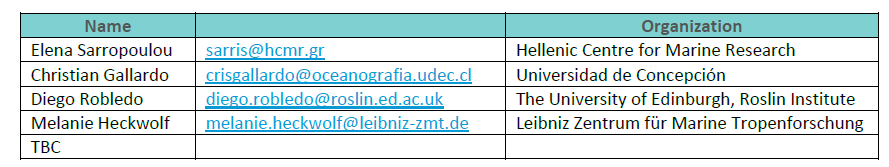 Name Organization
Elena Sarropoulou sarris@hcmr.gr Hellenic Centre for Marine Research
Christian Gallardo crisgallardo@oceanografia.udec.cl Universidad de Concepción
Diego Robledo diego.robledo@roslin.ed.ac.uk The University of Edinburgh, Roslin Institute
Melanie Heckwolf melanie.heckwolf@leibniz-zmt.de Leibniz Zentrum für Marine Tropenforschung
TBC